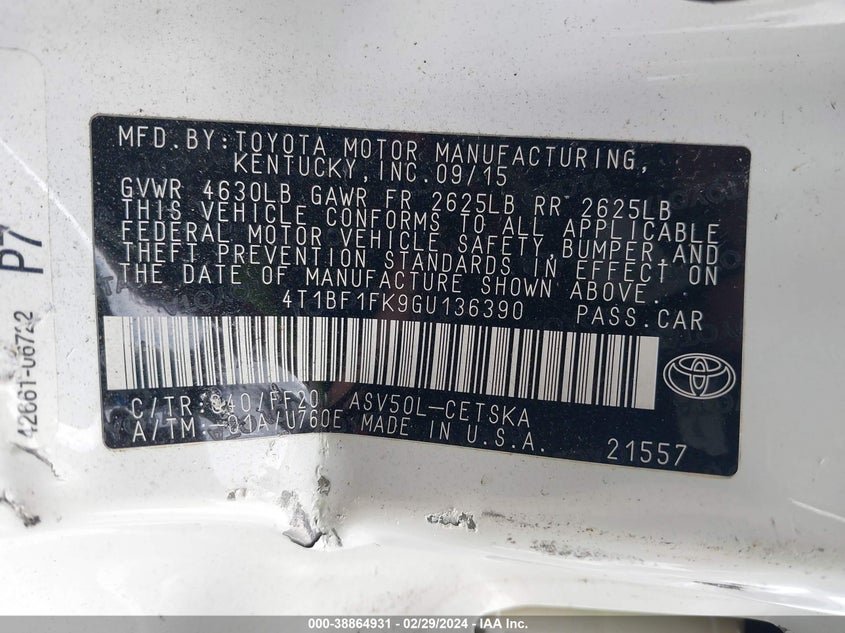 MFD.BY:TOYOTA MOTOR MANUFACTURING,
KENTUCKY,INC.09/15
GVWR 4630LB GAWR FR 2625LB RR 2625LB
THIS VEHICLE CONFORMS TO ALL APPLICABLE
FEDERAL MOTOR VEHICLE SAFETY,BUMPER,AND
THEFT PREVENTION STANDARDS IN EFFECT ON
THE DATE OF MANUFACTURE SHOWN ABOVE.
4T1BF1FK9GU136390 PASS.CAR
C/TR: 040/FF20 ASV50L-CETSKA
A/TM -01A/U760E MADE IN U.S.A.
21557
P7
42661-06722
000-38864931 - 02/29/2024 - IAA Inc.